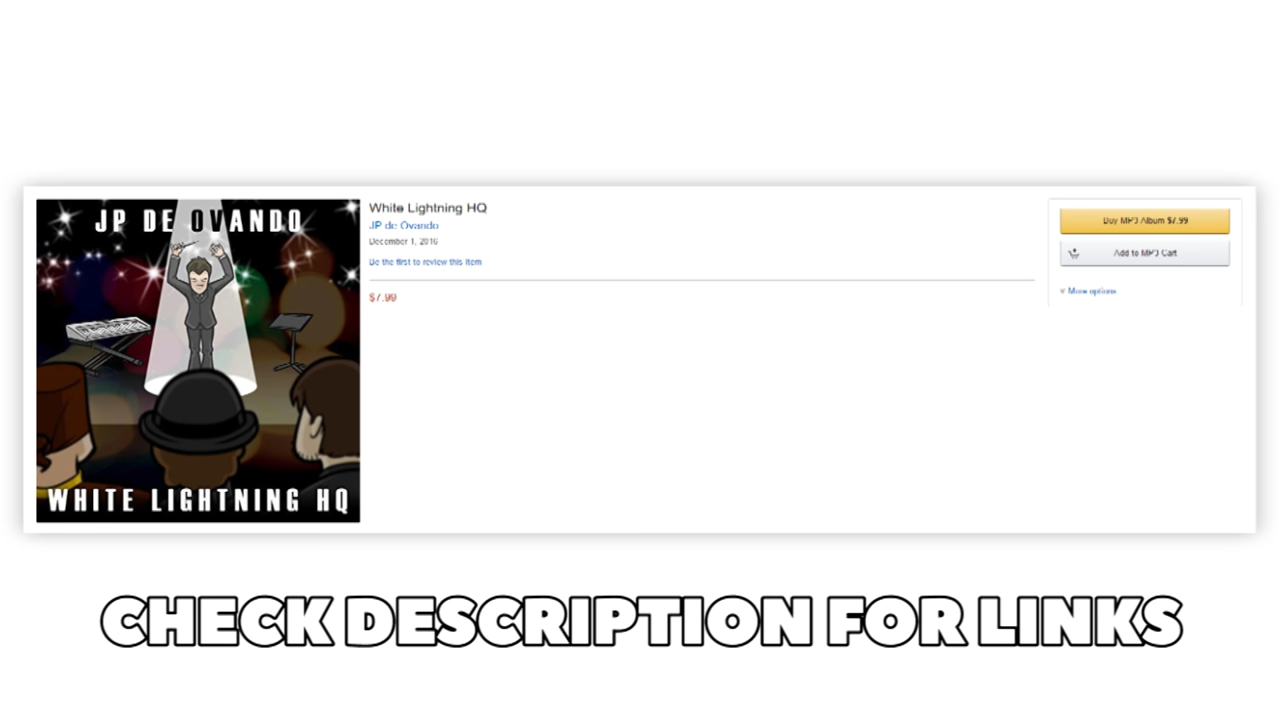 JP DE OVANDO
WHITE LIGHTNING HQ
White Lightning HQ
JP de Ovando
December 1, 2016
Be the first to review this item
$7.99
Buy MP3 Album $7.99
Add to MP3 Cart
More options
CHECK DESCRIPTION FOR LINKS